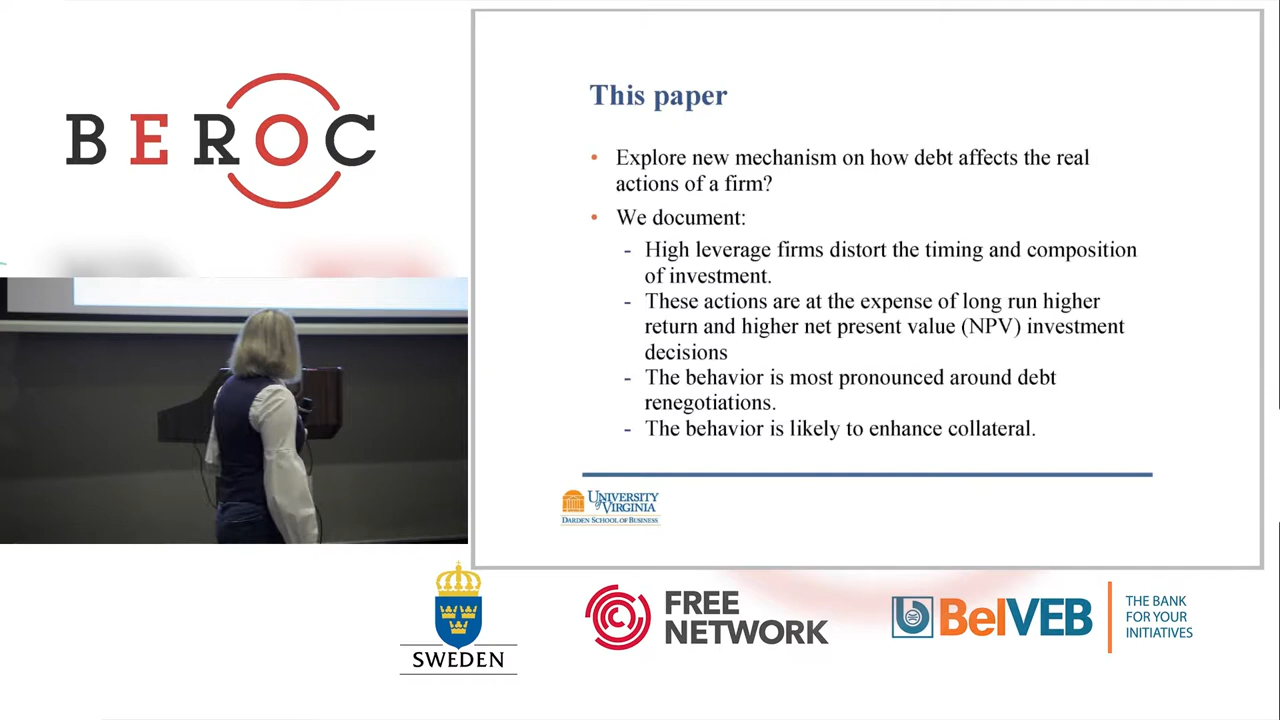 BEROC
This paper
• Explore new mechanism on how debt affects the real
actions of a firm?
• We document:
- High leverage firms distort the timing and composition
of investment.
- These actions are at the expense of long run higher
return and higher net present value (NPV) investment
decisions
- The behavior is most pronounced around debt
renegotiations.
- The behavior is likely to enhance collateral.
UNIVERSITY
of VIRGINIA
DARDEN SCHOOL OF BUSINESS
SWEDEN
FREE
NETWORK
BelVEB
THE BANK
FOR YOUR
INITIATIVES